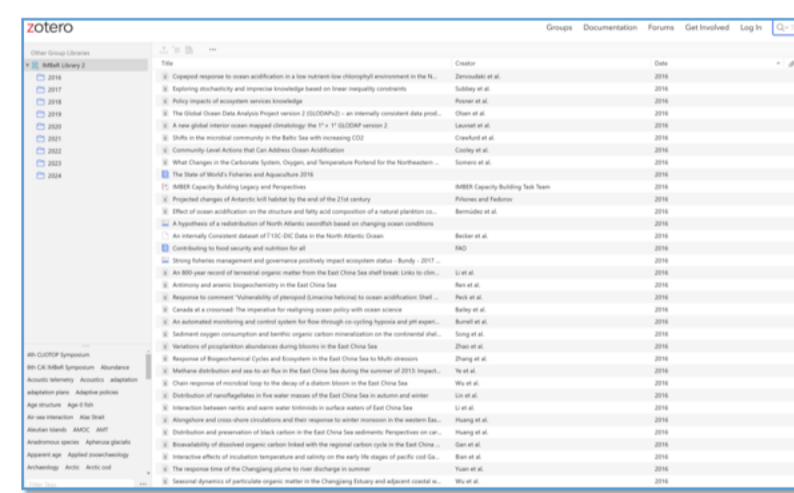 zotero
Groups Documentation Forums Get Involved Log In
Other Group Libraries
IMBeR Library 2
2016
2017
2018
2019
2020
2021
2022
2023
2024
4th CLIOTOP Symposium
8th CJK IMBeR Symposium Abundance
Acoustic telemetry Acoustics adaptation
adaptation plans Adaptive policies
Age structure Age-0 fish
Air-sea interaction Alas Strait
Aleutian Islands AMOC AMT
Anadromous species Apherusa glacialis
Apparent age Applied zooarchaeology
Archaeology Arctic Arctic cod
Filter Tags
Title Creator Date
Copepod response to ocean acidification in a low nutrient-low chlorophyll environment in the N... Zervoudaki et al. 2016
Exploring stochasticity and imprecise knowledge based on linear inequality constraints Subbey et al. 2016
Policy impacts of ecosystem services knowledge Posner et al. 2016
The Global Ocean Data Analysis Project version 2 (GLODAPv2) – an internally consistent data prod... Olsen et al. 2016
A new global interior ocean mapped climatology: the 1° × 1° GLODAP version 2 Lauvset et al. 2016
Shifts in the microbial community in the Baltic Sea with increasing CO2 Crawfurd et al. 2016
Community-Level Actions that Can Address Ocean Acidification Cooley et al. 2016
What Changes in the Carbonate System, Oxygen, and Temperature Portend for the Northeastern ... Somero et al. 2016
The State of World's Fisheries and Aquaculture 2016 2016
IMBER Capacity Building Legacy and Perspectives IMBER Capacity Building Task Team 2016
Projected changes of Antarctic krill habitat by the end of the 21st century Piñones and Fedorov 2016
Effect of ocean acidification on the structure and fatty acid composition of a natural plankton co... Bermúdez et al. 2016
A hypothesis of a redistribution of North Atlantic swordfish based on changing ocean conditions 2016
An internally Consistent dataset of 13C-DIC Data in the North Atlantic Ocean Becker et al. 2016
Contributing to food security and nutrition for all FAO 2016
Strong fisheries management and governance positively impact ecosystem status - Bundy - 2017 ... 2016
An 800-year record of terrestrial organic matter from the East China Sea shelf break: Links to clim... Li et al. 2016
Antimony and arsenic biogeochemistry in the East China Sea Ren et al. 2016
Response to comment "Vulnerability of pteropod (Limacina helicina) to ocean acidification: Shell ... Peck et al. 2016
Canada at a crossroad: The imperative for realigning ocean policy with ocean science Bailey et al. 2016
An automated monitoring and control system for flow-through co-cycling hypoxia and pH experi... Burrell et al. 2016
Sediment oxygen consumption and benthic organic carbon mineralization on the continental shel... Song et al. 2016
Variations of picoplankton abundances during blooms in the East China Sea Zhao et al. 2016
Response of Biogeochemical Cycles and Ecosystem in the East China Sea to Multi-stressors Zhang et al. 2016
Methane distribution and sea-to-air flux in the East China Sea during the summer of 2013: Impact... Ye et al. 2016
Chain response of microbial loop to the decay of a diatom bloom in the East China Sea Wu et al. 2016
Distribution of nanoflagellates in five water masses of the East China Sea in autumn and winter Lin et al. 2016
Interaction between neritic and warm water tintinnids in surface waters of East China Sea Li et al. 2016
Alongshore and cross-shore circulations and their response to winter monsoon in the western Eas... Huang et al. 2016
Distribution and preservation of black carbon in the East China Sea sediments: Perspectives on car... Huang et al. 2016
Bioavailability of dissolved organic carbon linked with the regional carbon cycle in the East China ... Gan et al. 2016
Interactive effects of incubation temperature and salinity on the early life stages of pacific cod Ga... Bian et al. 2016
The response time of the Changjiang plume to river discharge in summer Yuan et al. 2016
Seasonal dynamics of particulate organic matter in the Changjiang Estuary and adjacent coastal w... Wu et al. 2016